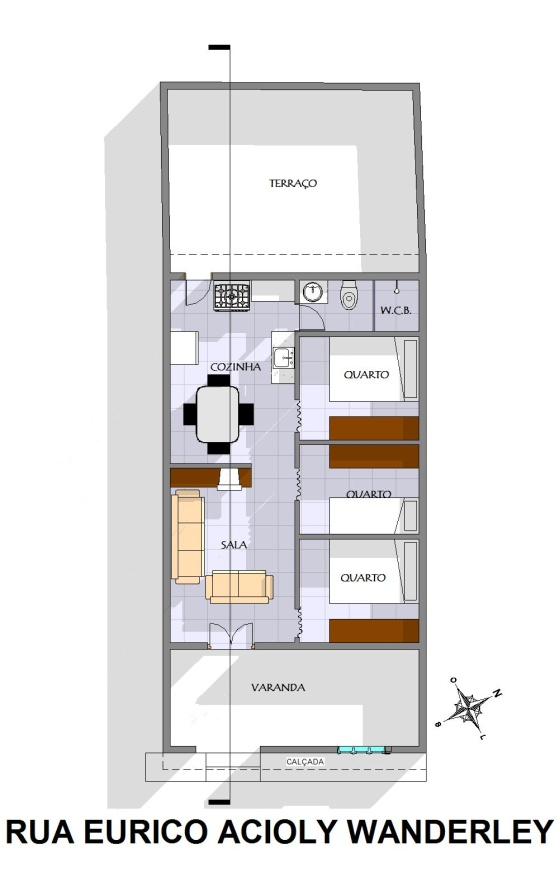 TERRAÇO
W.C.B.
COZINHA
QUARTO
QUARTO
SALA
QUARTO
VARANDA
O
N
S
L
CALÇADA
RUA EURICO ACIOLY WANDERLEY